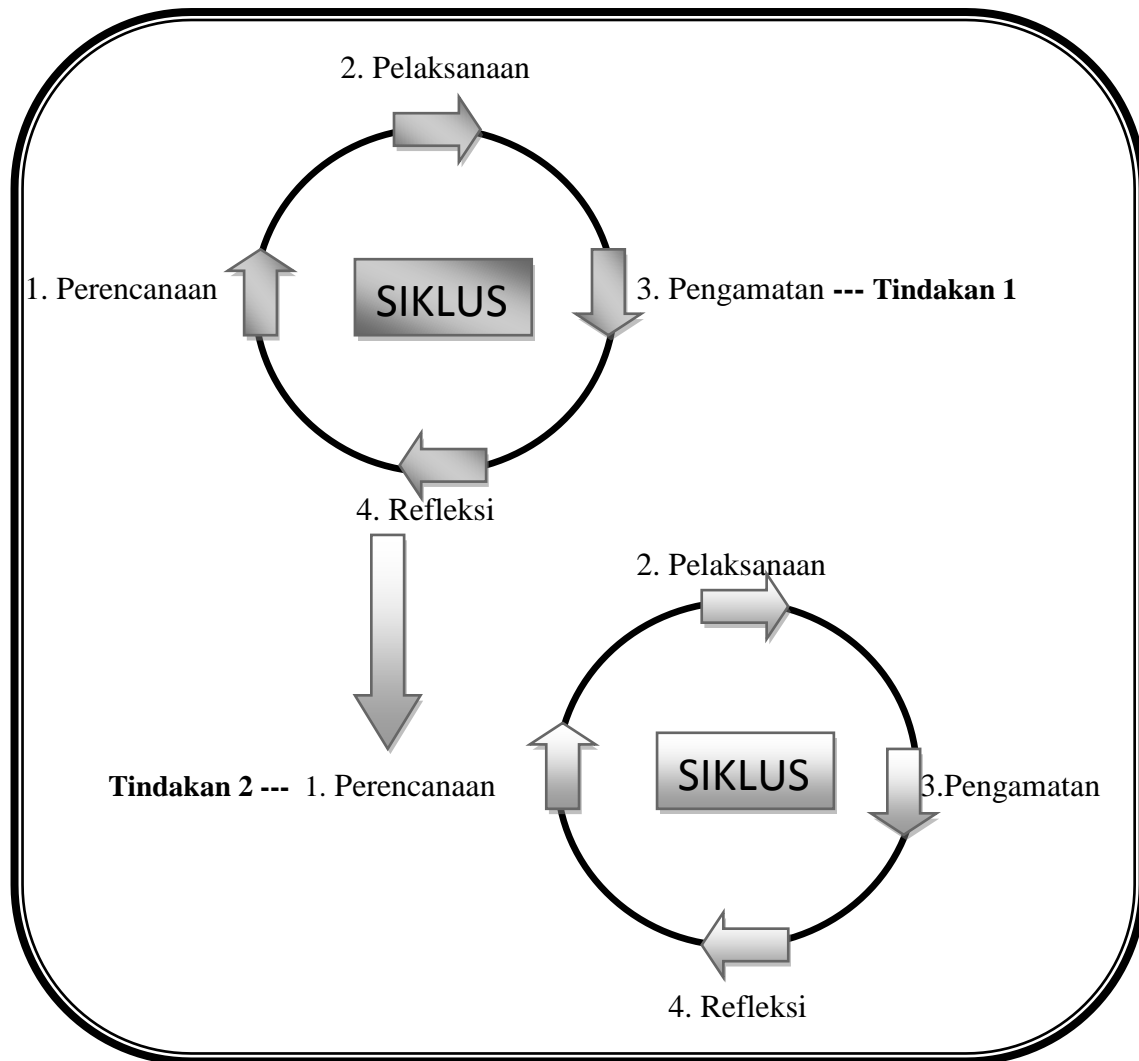 2. Pelaksanaan
1. Perencanaan
SIKLUS
3. Pengamatan --- Tindakan 1
4. Refleksi
2. Pelaksanaan
Tindakan 2 --- 1. Perencanaan
SIKLUS
3.Pengamatan
4. Refleksi